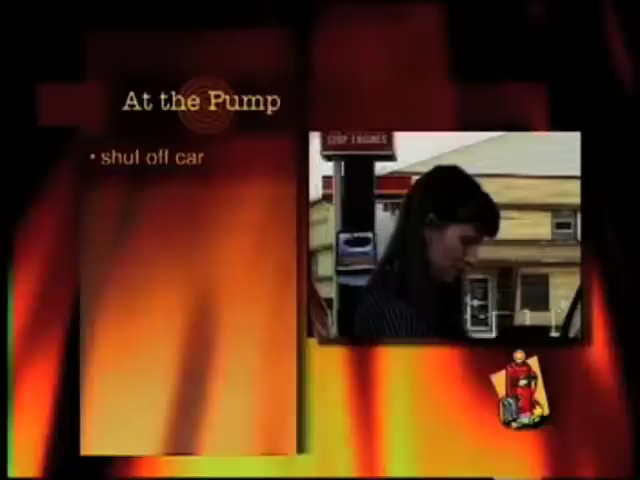 At the Pump
• shut off car
STOP ENGINES